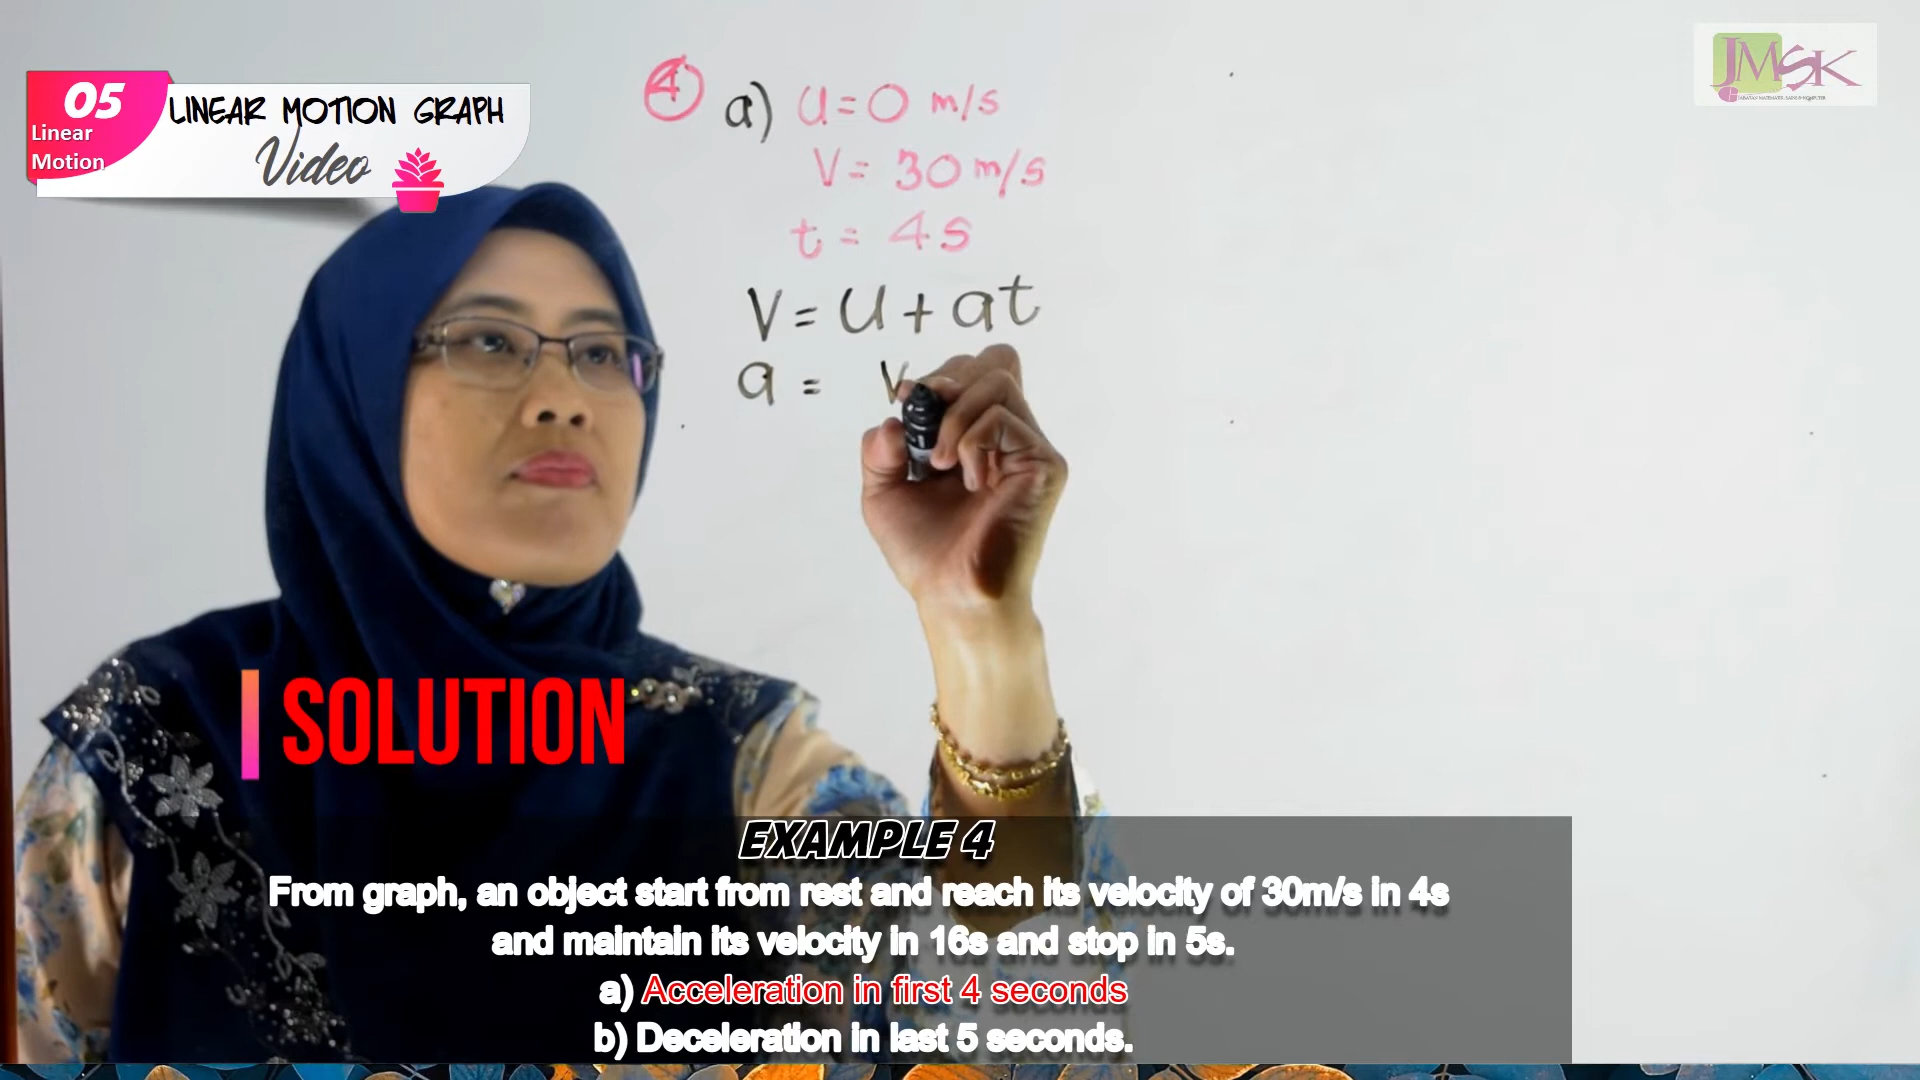 05
Linear
Motion
LINEAR MOTION GRAPH
Video
JMSK
4 a) U = 0 m/s
V = 30 m/s
t = 4s
V = U + at
a = V
SOLUTION
EXAMPLE 4
From graph, an object start from rest and reach its velocity of 30m/s in 4s
and maintain its velocity in 16s and stop in 5s.
a) Acceleration in first 4 seconds
b) Deceleration in last 5 seconds.